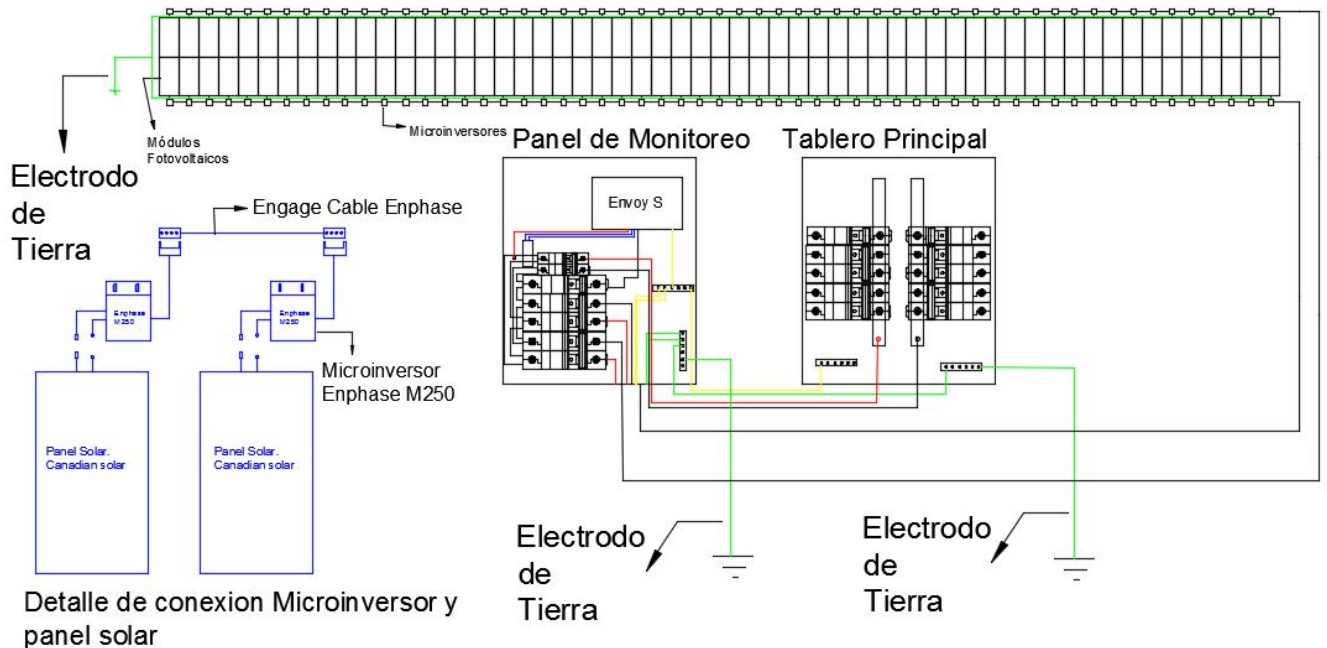 Módulos
Fotovoltaicos
Microinversores
Panel de Monitoreo
Tablero Principal
Electrodo
de
Tierra
Engage Cable Enphase
Envoy S
Enphase
M250
Enphase
M250
Microinversor
Enphase M250
Panel Solar.
Canadian solar
Panel Solar.
Canadian solar
Electrodo
de
Tierra
Electrodo
de
Tierra
Detalle de conexion Microinversor y
panel solar